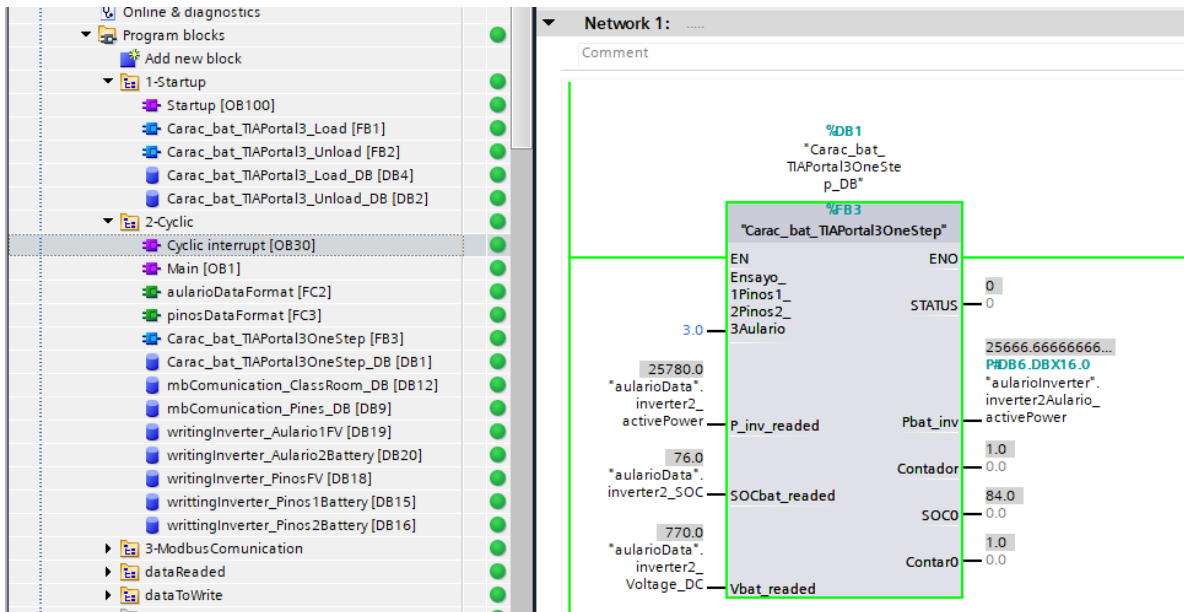 Online & diagnostics
Program blocks
Add new block
1-Startup
Startup [OB100]
Carac_bat_TIAPortal3_Load [FB1]
Carac_bat_TIAPortal3_Unload [FB2]
Carac_bat_TIAPortal3_Load_DB [DB4]
Carac_bat_TIAPortal3_Unload_DB [DB2]
2-Cyclic
Cyclic interrupt [OB30]
Main [OB1]
aularioDataFormat [FC2]
pinosDataFormat [FC3]
Carac_bat_TIAPortal3OneStep [FB3]
Carac_bat_TIAPortal3OneStep_DB [DB1]
mbComunication_ClassRoom_DB [DB12]
mbComunication_Pines_DB [DB9]
writingInverter_Aulario1FV [DB19]
writingInverter_Aulario2Battery [DB20]
writingInverter_PinosFV [DB18]
writtingInverter_Pinos1Battery [DB15]
writtingInverter_Pinos2Battery [DB16]
3-ModbusComunication
dataReaded
dataToWrite
Network 1: .....
Comment
%DB1
"Carac_bat_
TIAPortal3OneSte
p_DB"
%FB3
"Carac_bat_TIAPortal3OneStep"
EN
ENO
Ensayo_
1Pinos1_
2Pinos2_
3Aulario
3.0
0
STATUS
0
25780.0
"aularioData".
inverter2_
activePower
P_inv_readed
25666.66666666...
P#DB6.DBX16.0
"aularioInverter".
inverter2Aulario_
activePower
Pbat_inv
76.0
"aularioData".
inverter2_SOC
SOCbat_readed
1.0
Contador
0.0
84.0
SOC0
0.0
770.0
"aularioData".
inverter2_
Voltage_DC
Vbat_readed
1.0
Contar0
0.0